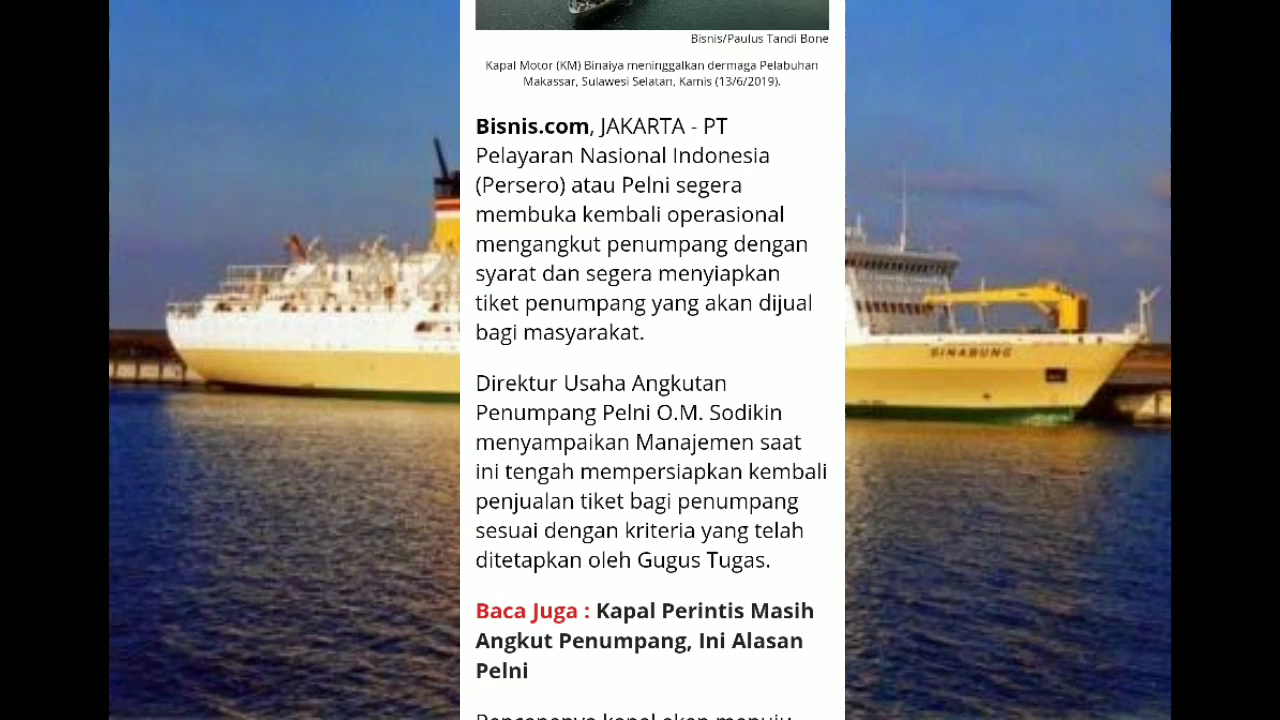 Bisnis/Paulus Tandi Bone
Kapal Motor (KM) Binaiya meninggalkan dermaga Pelabuhan
Makassar, Sulawesi Selatan, Kamis (13/6/2019).
Bisnis.com, JAKARTA - PT
Pelayaran Nasional Indonesia
(Persero) atau Pelni segera
membuka kembali operasional
mengangkut penumpang dengan
syarat dan segera menyiapkan
tiket penumpang yang akan dijual
bagi masyarakat.
Direktur Usaha Angkutan
Penumpang Pelni O.M. Sodikin
menyampaikan Manajemen saat
ini tengah mempersiapkan kembali
penjualan tiket bagi penumpang
sesuai dengan kriteria yang telah
ditetapkan oleh Gugus Tugas.
Baca Juga : Kapal Perintis Masih
Angkut Penumpang, Ini Alasan
Pelni
Rencananya kapal akan menuju
SINABUNG